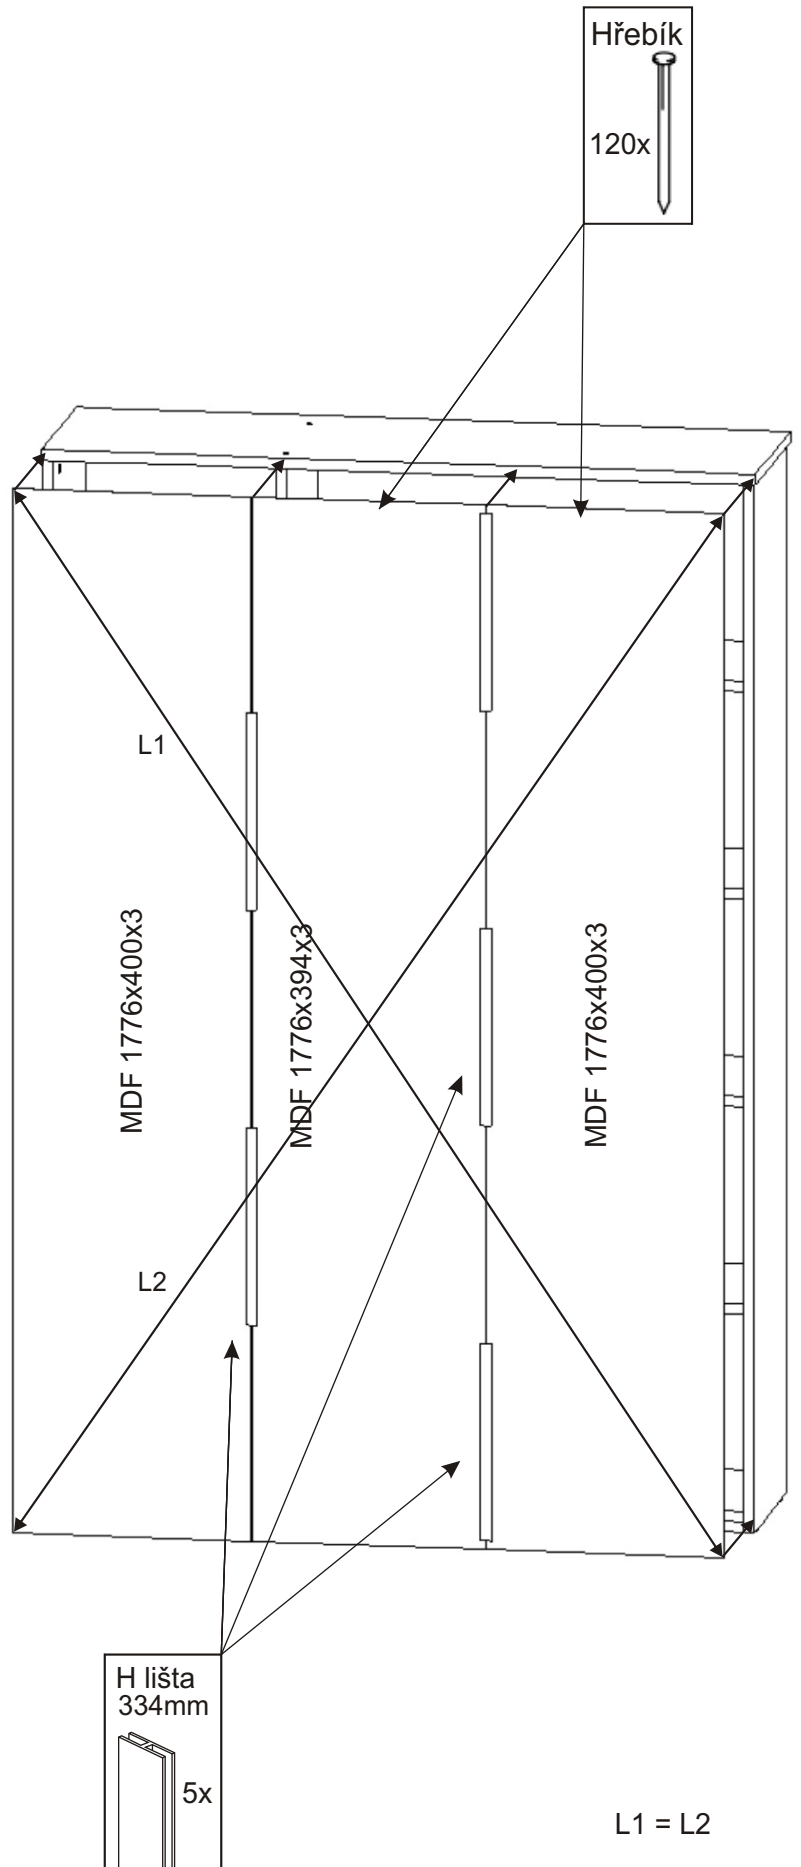 Hřebík
120x
L1
MDF 1776x400x3
MDF 1776x394x3
MDF 1776x400x3
L2
H lišta
334mm
5x
L1 = L2